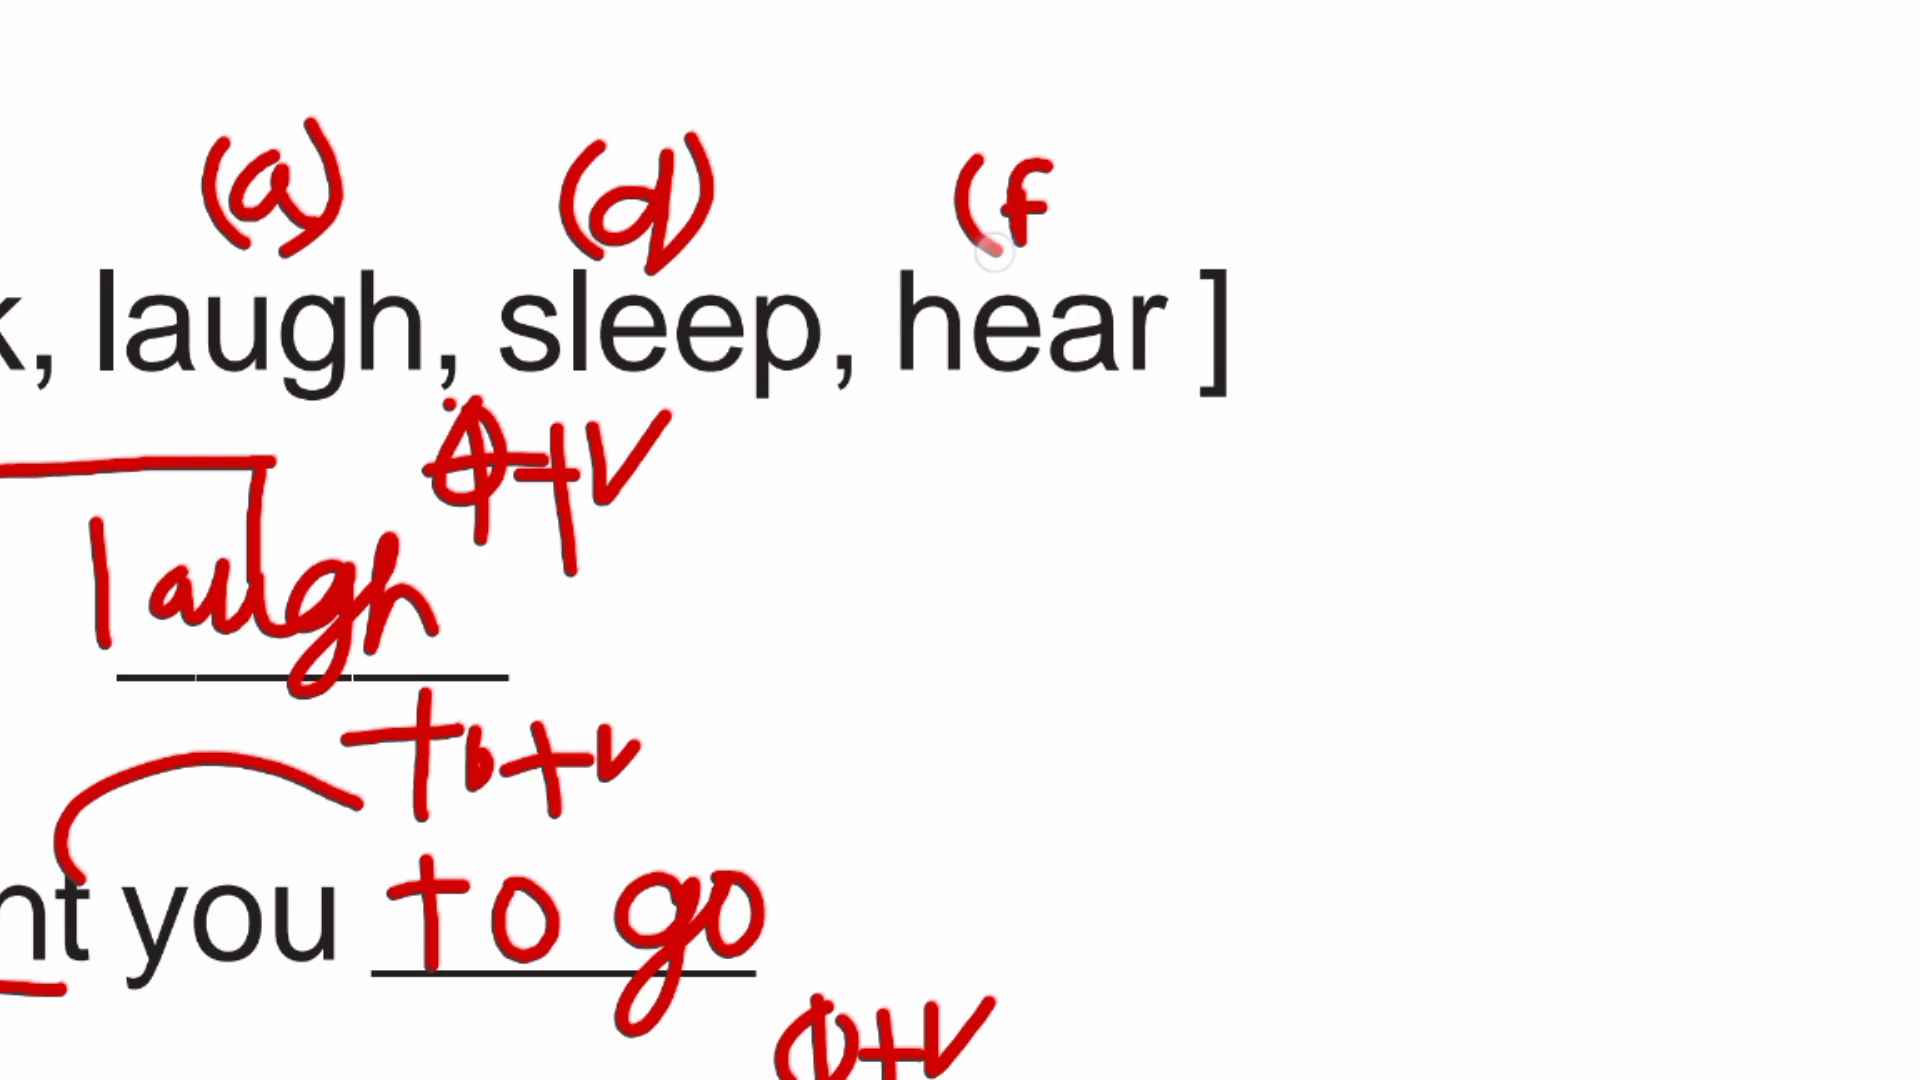 (a) (d) (f
k, laugh, sleep, hear ]
ϕ+V
laugh
to+V
nt you to go
ϕ+V